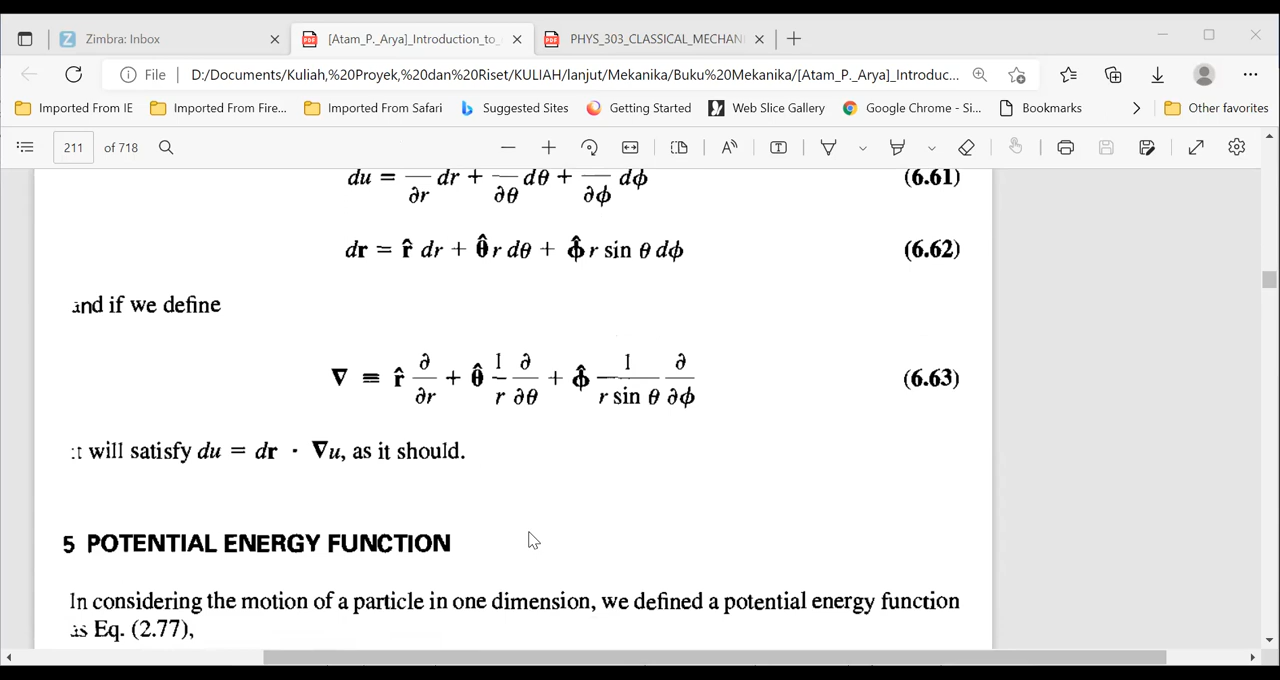 Zimbra: Inbox
[Atam_P._Arya]_Introduction_to_
PHYS_303_CLASSICAL_MECHAN
File D:/Documents/Kuliah,%20Proyek,%20dan%20Riset/KULIAH/lanjut/Mekanika/Buku%20Mekanika/[Atam_P._Arya]_Introduc...
Imported From IE Imported From Fire... Imported From Safari Suggested Sites Getting Started Web Slice Gallery Google Chrome - Si... Bookmarks Other favorites
211 of 718
du = ∂r dr + ∂θ dθ + ∂ϕ dϕ (6.61)
dr = r̂ dr + θ̂ r dθ + ϕ̂ r sin θ dϕ (6.62)
and if we define
∇ ≡ r̂ ∂/∂r + θ̂ 1/r ∂/∂θ + ϕ̂ 1/(r sin θ) ∂/∂ϕ (6.63)
it will satisfy du = dr · ∇u, as it should.
5 POTENTIAL ENERGY FUNCTION
In considering the motion of a particle in one dimension, we defined a potential energy function
as Eq. (2.77),